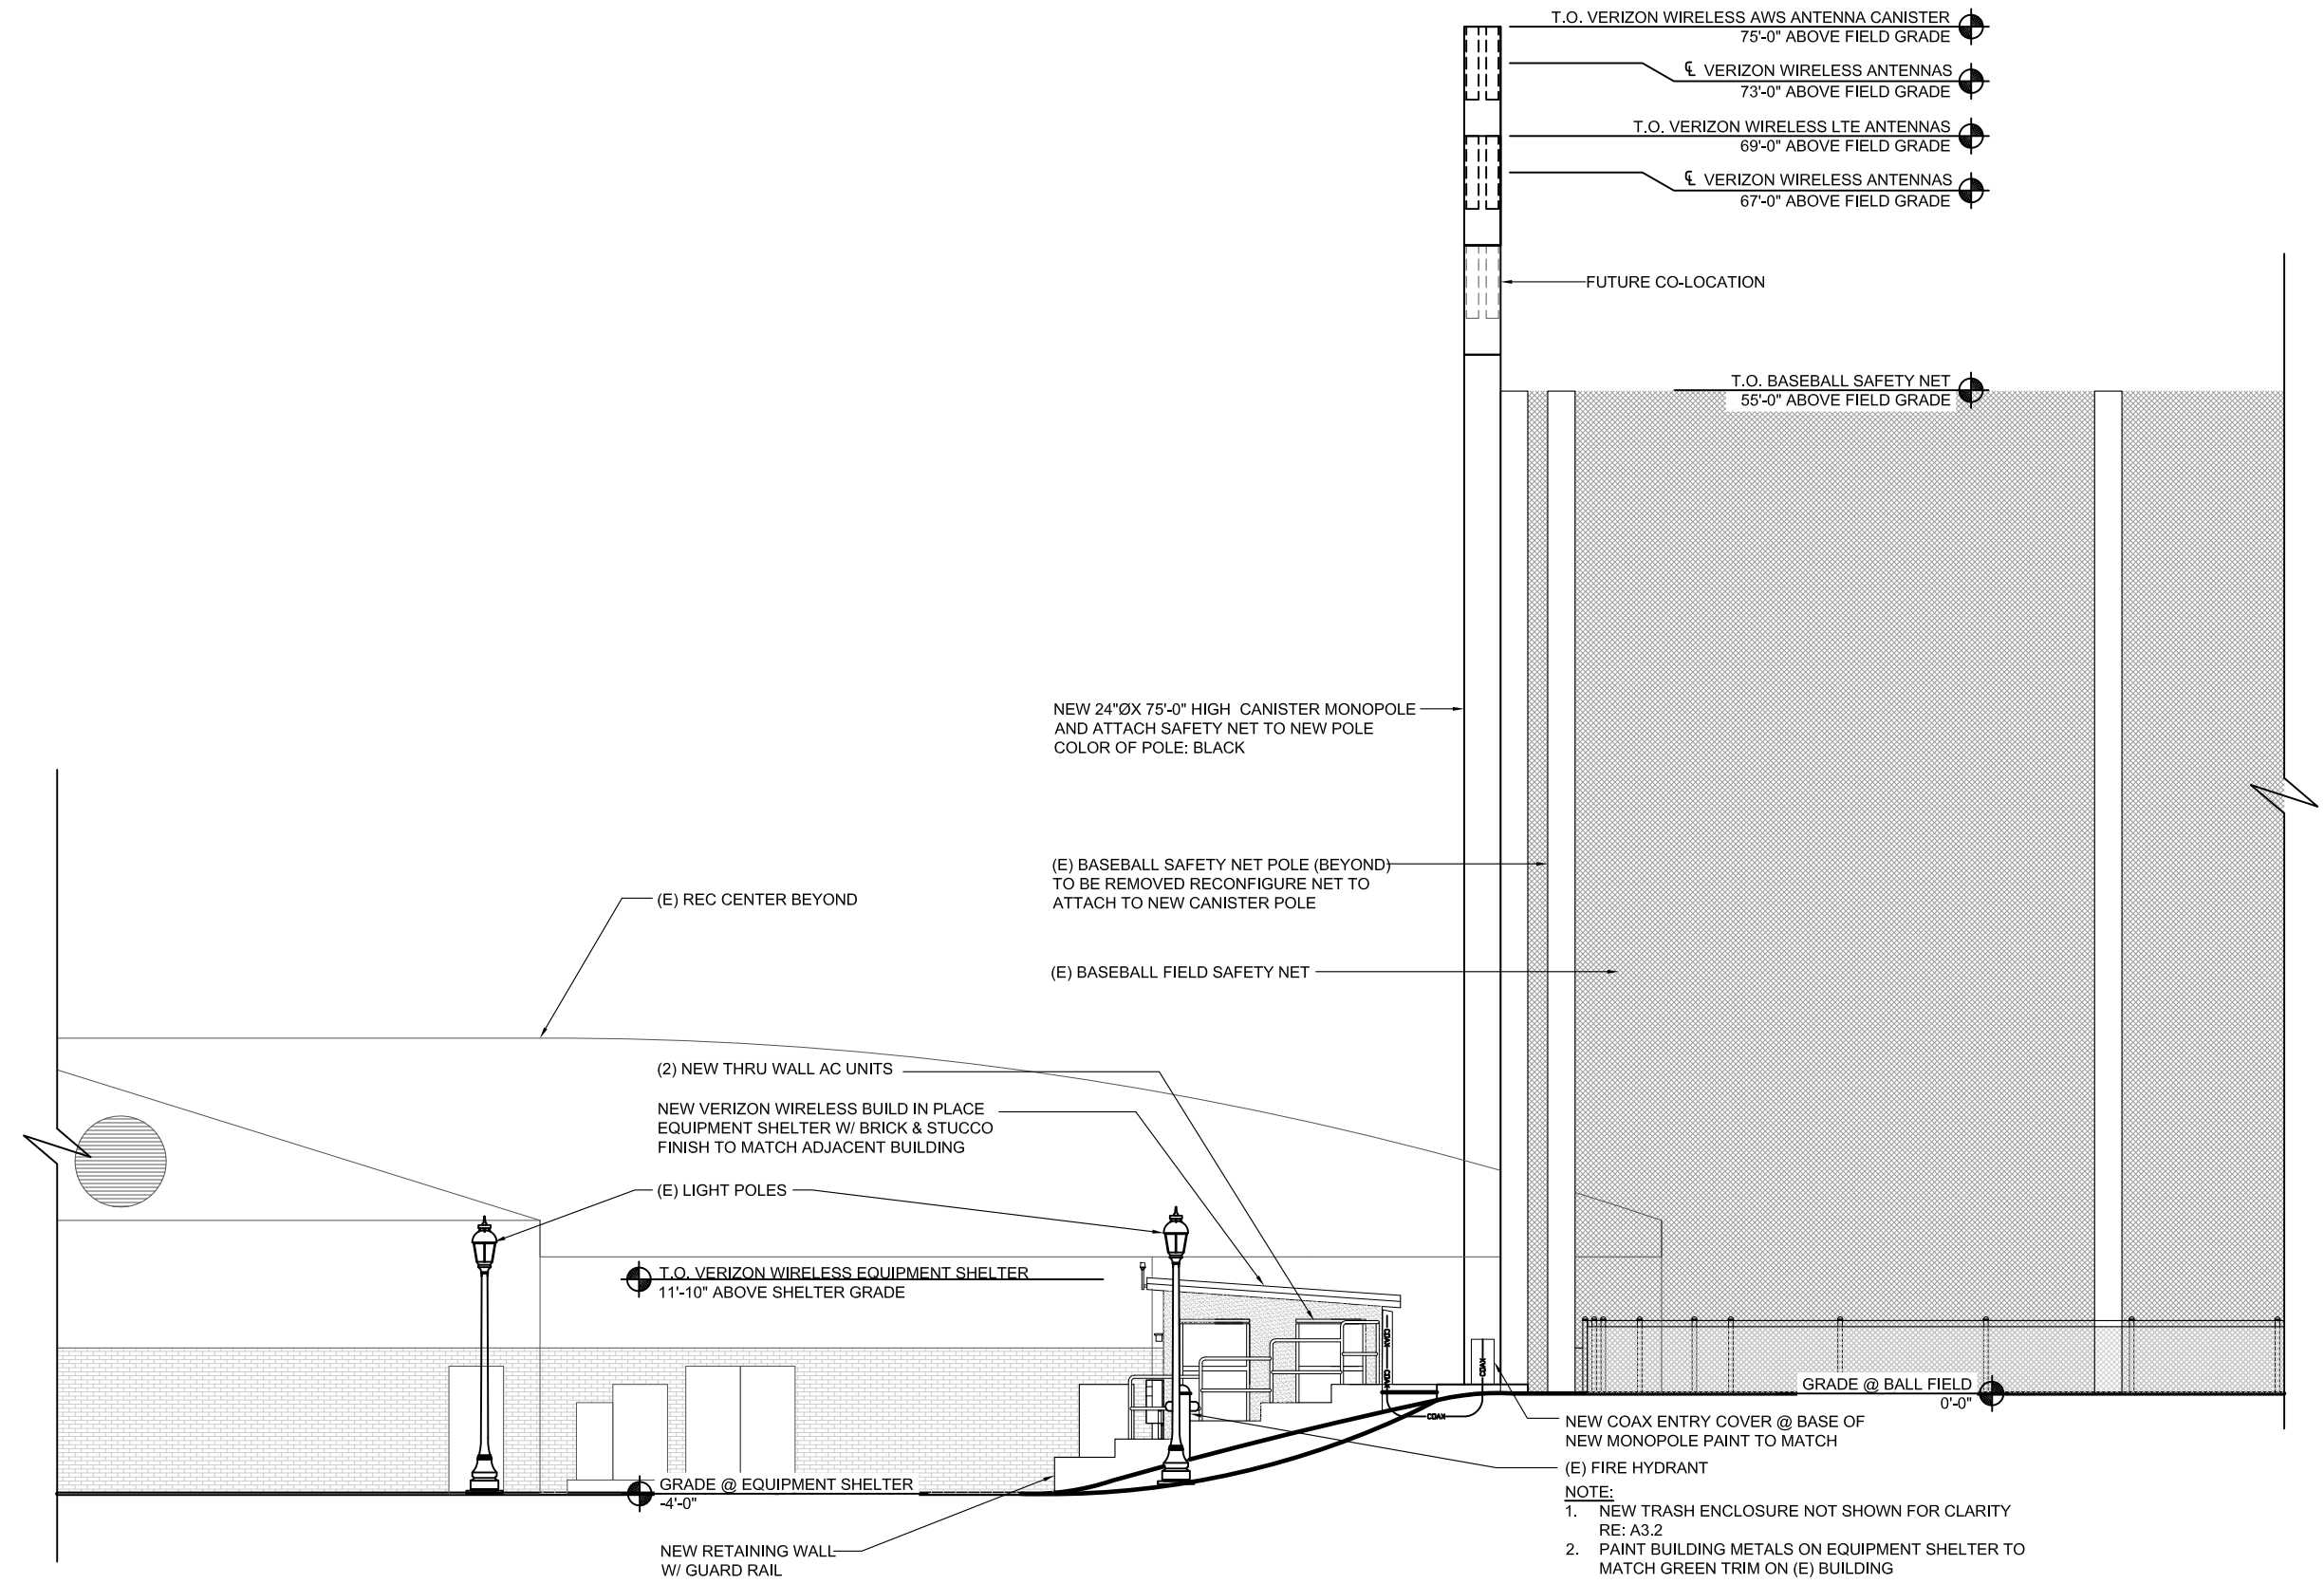 T.O. VERIZON WIRELESS AWS ANTENNA CANISTER
75'-0" ABOVE FIELD GRADE
℄ VERIZON WIRELESS ANTENNAS
73'-0" ABOVE FIELD GRADE
T.O. VERIZON WIRELESS LTE ANTENNAS
69'-0" ABOVE FIELD GRADE
℄ VERIZON WIRELESS ANTENNAS
67'-0" ABOVE FIELD GRADE
FUTURE CO-LOCATION
T.O. BASEBALL SAFETY NET
55'-0" ABOVE FIELD GRADE
NEW 24"ØX 75'-0" HIGH CANISTER MONOPOLE
AND ATTACH SAFETY NET TO NEW POLE
COLOR OF POLE: BLACK
(E) BASEBALL SAFETY NET POLE (BEYOND)
TO BE REMOVED RECONFIGURE NET TO
ATTACH TO NEW CANISTER POLE
(E) REC CENTER BEYOND
(E) BASEBALL FIELD SAFETY NET
(2) NEW THRU WALL AC UNITS
NEW VERIZON WIRELESS BUILD IN PLACE
EQUIPMENT SHELTER W/ BRICK & STUCCO
FINISH TO MATCH ADJACENT BUILDING
(E) LIGHT POLES
T.O. VERIZON WIRELESS EQUIPMENT SHELTER
11'-10" ABOVE SHELTER GRADE
COAX
COAX
COAX
COAX
GRADE @ BALL FIELD
0'-0"
NEW COAX ENTRY COVER @ BASE OF
NEW MONOPOLE PAINT TO MATCH
(E) FIRE HYDRANT
GRADE @ EQUIPMENT SHELTER
-4'-0"
NEW RETAINING WALL
W/ GUARD RAIL
NOTE:
1. NEW TRASH ENCLOSURE NOT SHOWN FOR CLARITY
RE: A3.2
2. PAINT BUILDING METALS ON EQUIPMENT SHELTER TO
MATCH GREEN TRIM ON (E) BUILDING